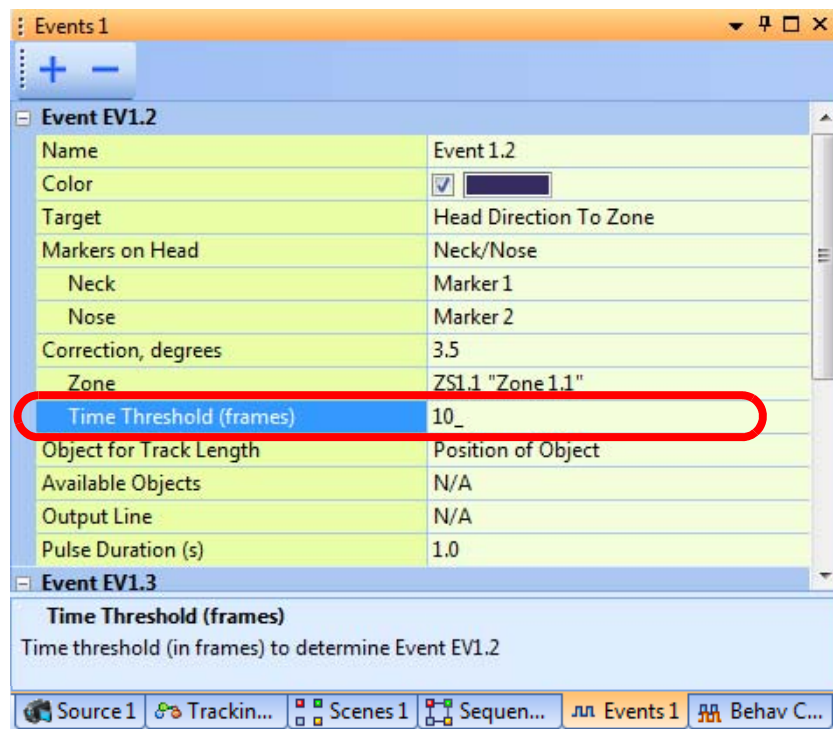 Events 1
Event EV1.2
Name Event 1.2
Color
Target Head Direction To Zone
Markers on Head Neck/Nose
Neck Marker 1
Nose Marker 2
Correction, degrees 3.5
Zone ZS1.1 "Zone 1.1"
Time Threshold (frames) 10_
Object for Track Length Position of Object
Available Objects N/A
Output Line N/A
Pulse Duration (s) 1.0
Event EV1.3
Time Threshold (frames)
Time threshold (in frames) to determine Event EV1.2
Source 1 Trackin... Scenes 1 Sequen... Events 1 Behav C...